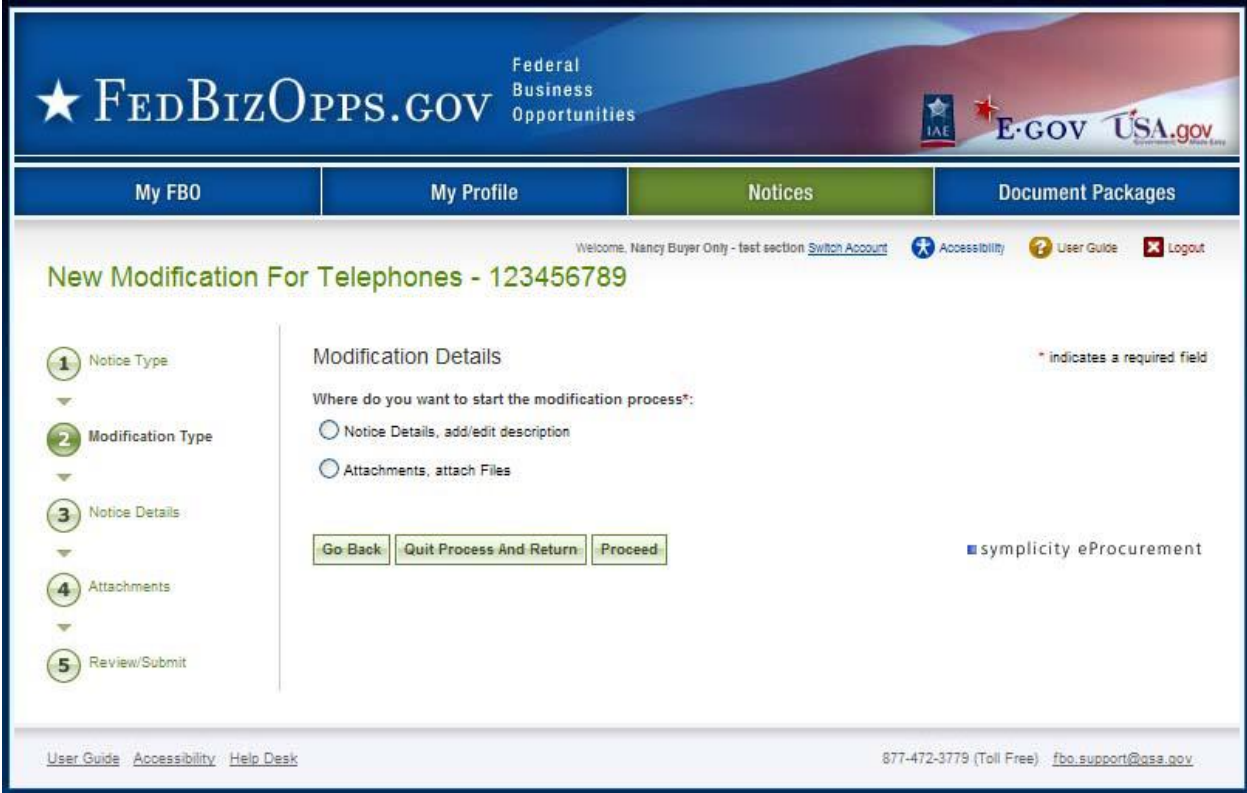 ★ FEDBIZOPPS.GOV
Federal
Business
Opportunities
IAE
E-GOV
USA.gov
Government Made Easy
My FBO
My Profile
Notices
Document Packages
Welcome, Nancy Buyer Only - test section Switch Account
Accessibility
User Guide
Logout
New Modification For Telephones - 123456789
1 Notice Type
2 Modification Type
3 Notice Details
4 Attachments
5 Review/Submit
Modification Details
* indicates a required field
Where do you want to start the modification process*:
Notice Details, add/edit description
Attachments, attach Files
Go Back
Quit Process And Return
Proceed
symplicity eProcurement
User Guide Accessibility Help Desk
877-472-3779 (Toll Free) fbo.support@gsa.gov